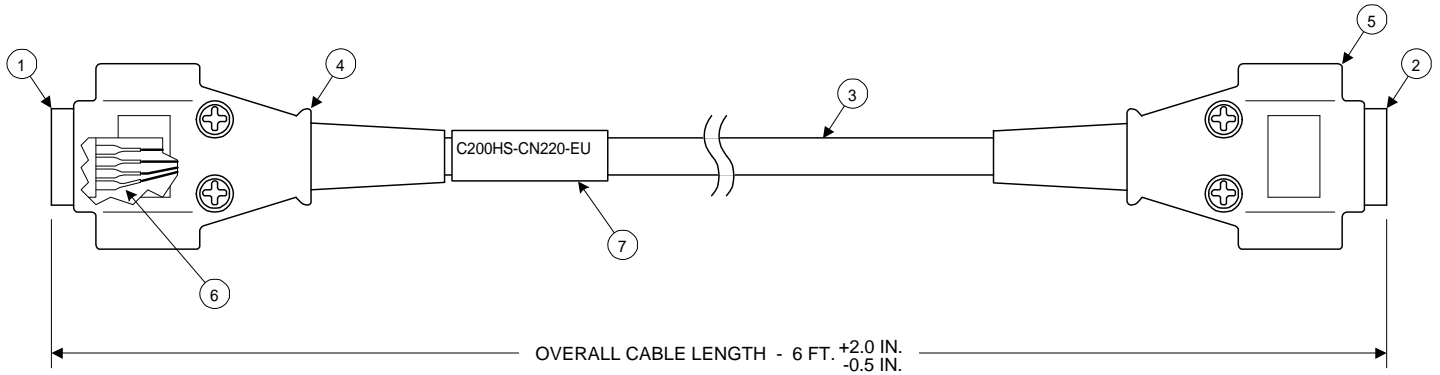 1
4
3
5
2
C200HS-CN220-EU
7
6
OVERALL CABLE LENGTH - 6 FT. +2.0 IN.
-0.5 IN.